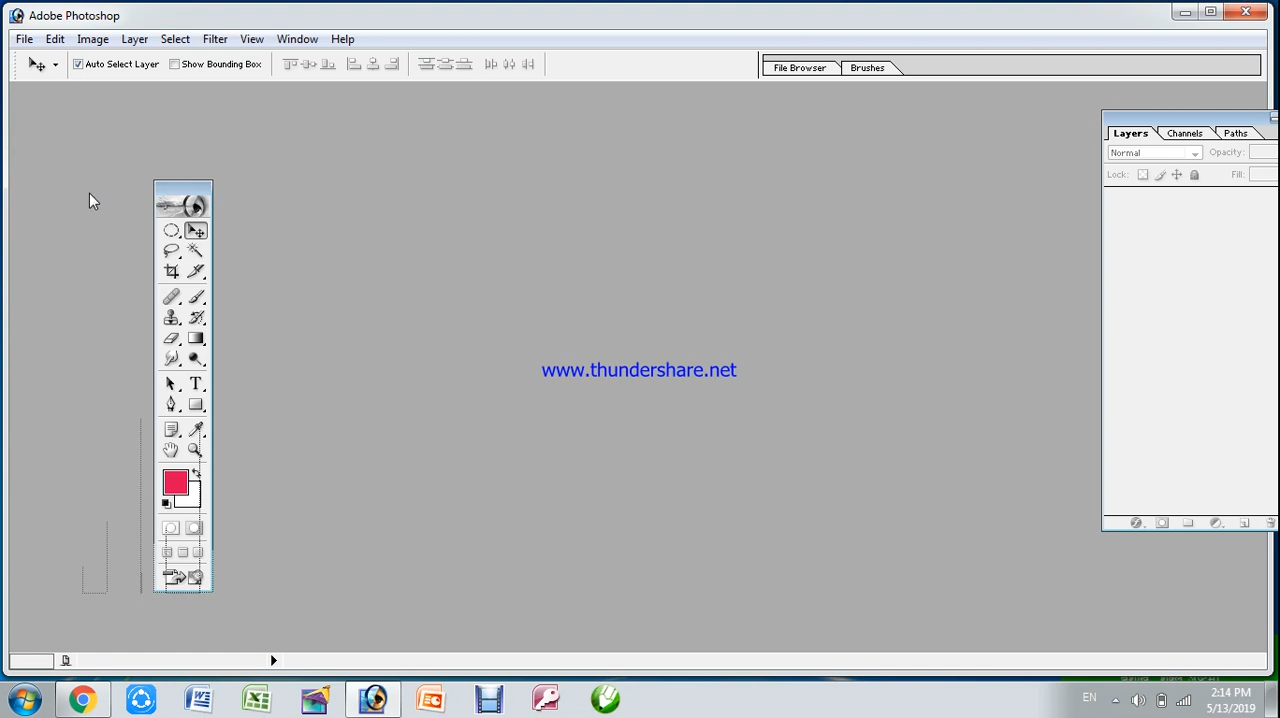 Adobe Photoshop
File Edit Image Layer Select Filter View Window Help
Auto Select Layer Show Bounding Box File Browser Brushes
Layers Channels Paths
Normal Opacity:
Lock: Fill:
T
www.thundershare.net
EN 2:14 PM
5/13/2019